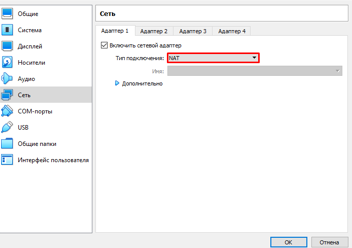 Общие
Система
Дисплей
Носители
Аудио
Сеть
COM-порты
USB
Общие папки
Интерфейс пользователя
Сеть
Адаптер 1 Адаптер 2 Адаптер 3 Адаптер 4
Включить сетевой адаптер
Тип подключения: NAT
Имя:
Дополнительно
OK Отмена